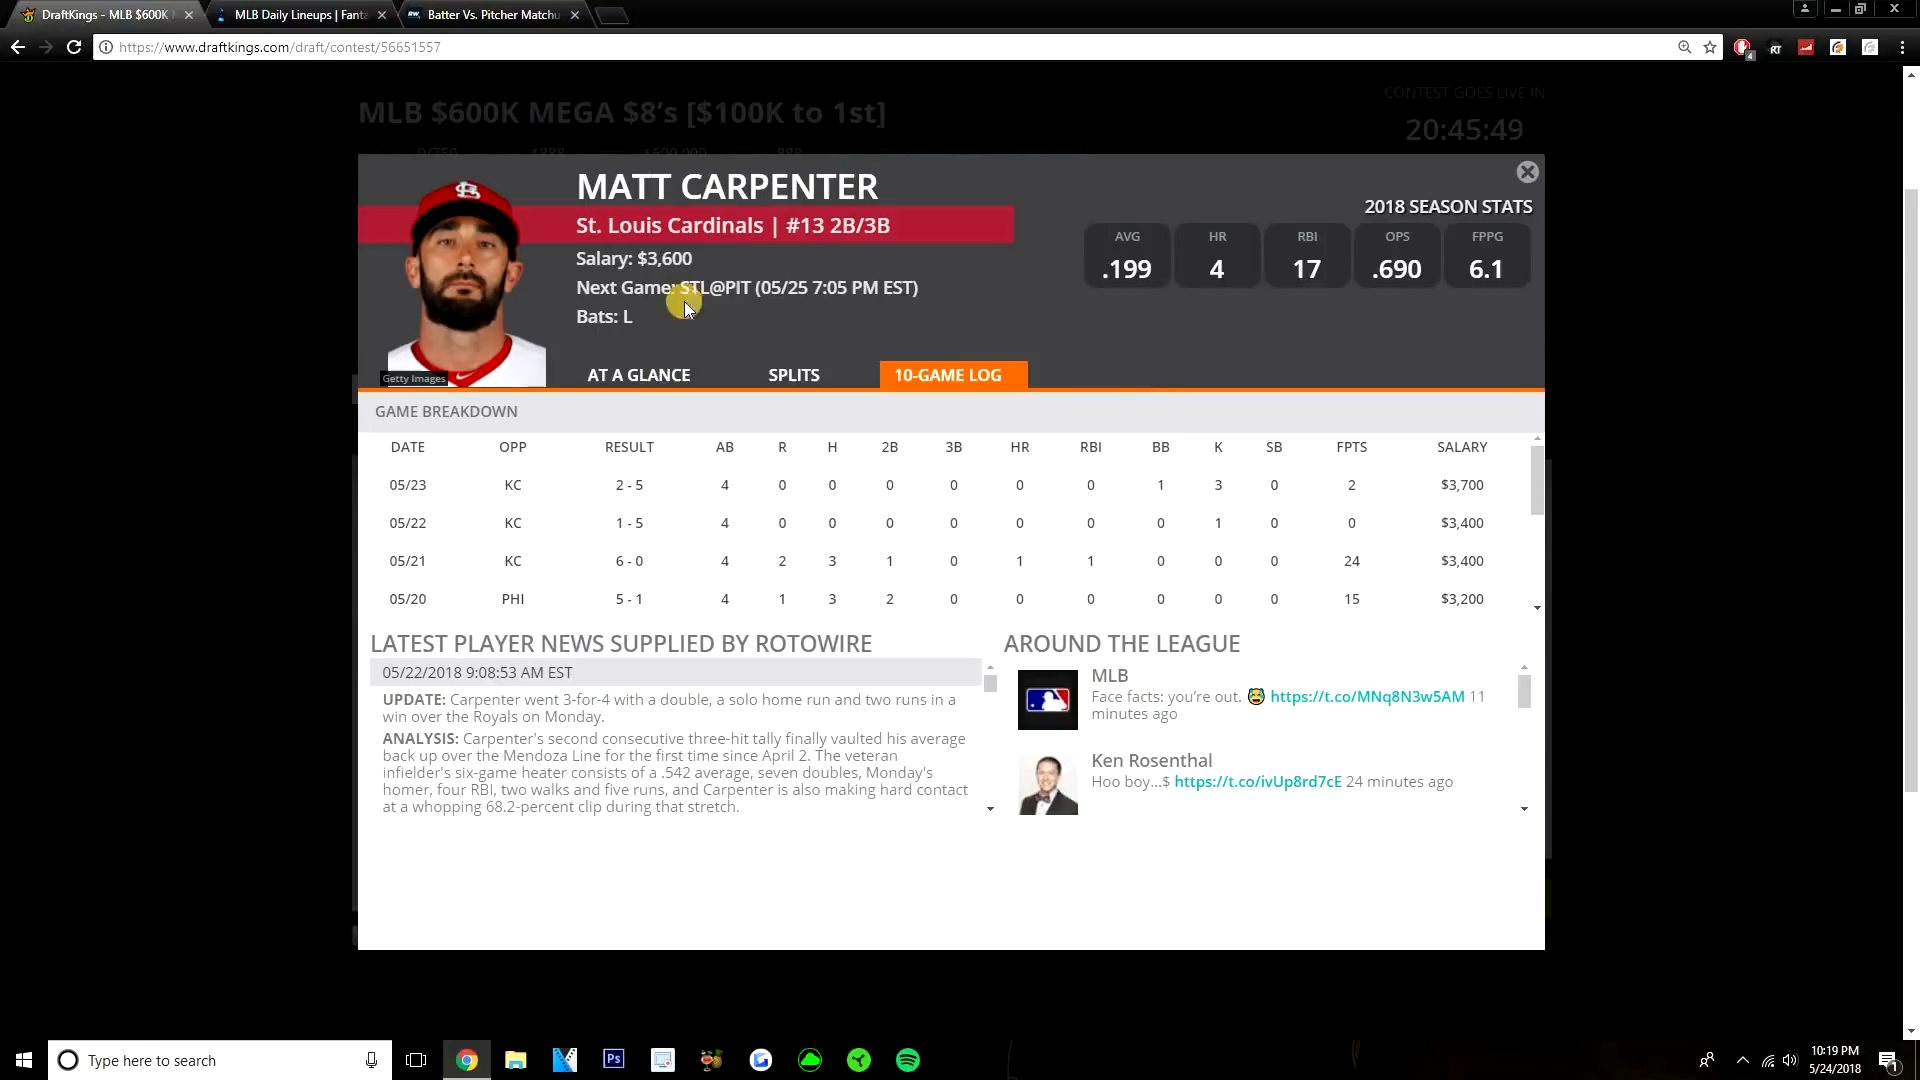 DraftKings - MLB $600K
MLB Daily Lineups | Fanta
Batter Vs. Pitcher Matchu
https://www.draftkings.com/draft/contest/56651557
MLB $600K MEGA $8's [$100K to 1st]
CONTEST GOES LIVE IN
20:45:49
MATT CARPENTER
St. Louis Cardinals | #13 2B/3B
Salary: $3,600
Next Game: STL@PIT (05/25 7:05 PM EST)
Bats: L
Getty Images
2018 SEASON STATS
AVG HR RBI OPS FPPG
.199 4 17 .690 6.1
AT A GLANCE SPLITS 10-GAME LOG
GAME BREAKDOWN
DATE OPP RESULT AB R H 2B 3B HR RBI BB K SB FPTS SALARY
05/23 KC 2 - 5 4 0 0 0 0 0 0 1 3 0 2 $3,700
05/22 KC 1 - 5 4 0 0 0 0 0 0 0 1 0 0 $3,400
05/21 KC 6 - 0 4 2 3 1 0 1 1 0 0 0 24 $3,400
05/20 PHI 5 - 1 4 1 3 2 0 0 0 0 0 0 15 $3,200
LATEST PLAYER NEWS SUPPLIED BY ROTOWIRE
05/22/2018 9:08:53 AM EST
UPDATE: Carpenter went 3-for-4 with a double, a solo home run and two runs in a
win over the Royals on Monday.
ANALYSIS: Carpenter's second consecutive three-hit tally finally vaulted his average
back up over the Mendoza Line for the first time since April 2. The veteran
infielder's six-game heater consists of a .542 average, seven doubles, Monday's
homer, four RBI, two walks and five runs, and Carpenter is also making hard contact
at a whopping 68.2-percent clip during that stretch.
AROUND THE LEAGUE
MLB
Face facts: you're out. 😹 https://t.co/MNq8N3w5AM 11
minutes ago
Ken Rosenthal
Hoo boy...$ https://t.co/ivUp8rd7cE 24 minutes ago
Type here to search
Ps
10:19 PM
5/24/2018